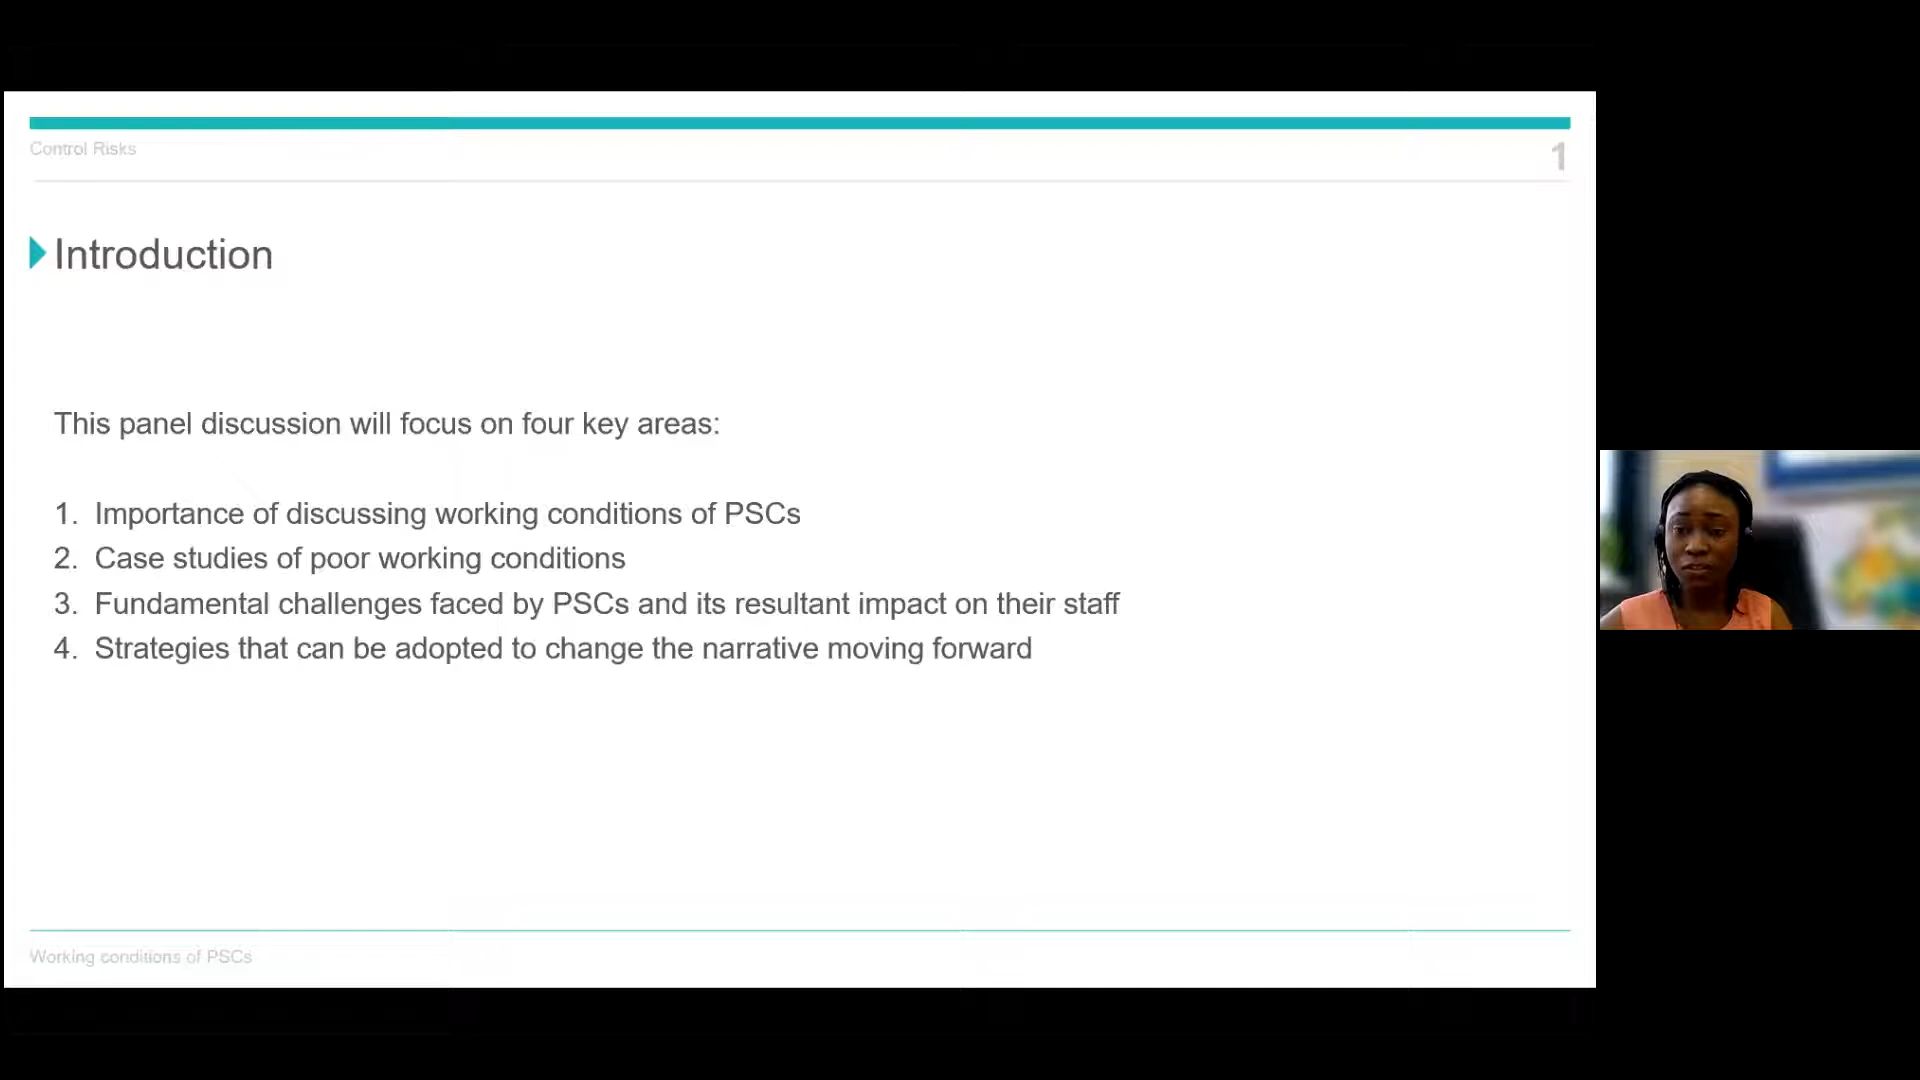 Control Risks
1
Introduction
This panel discussion will focus on four key areas:
1. Importance of discussing working conditions of PSCs
2. Case studies of poor working conditions
3. Fundamental challenges faced by PSCs and its resultant impact on their staff
4. Strategies that can be adopted to change the narrative moving forward
Working conditions of PSCs